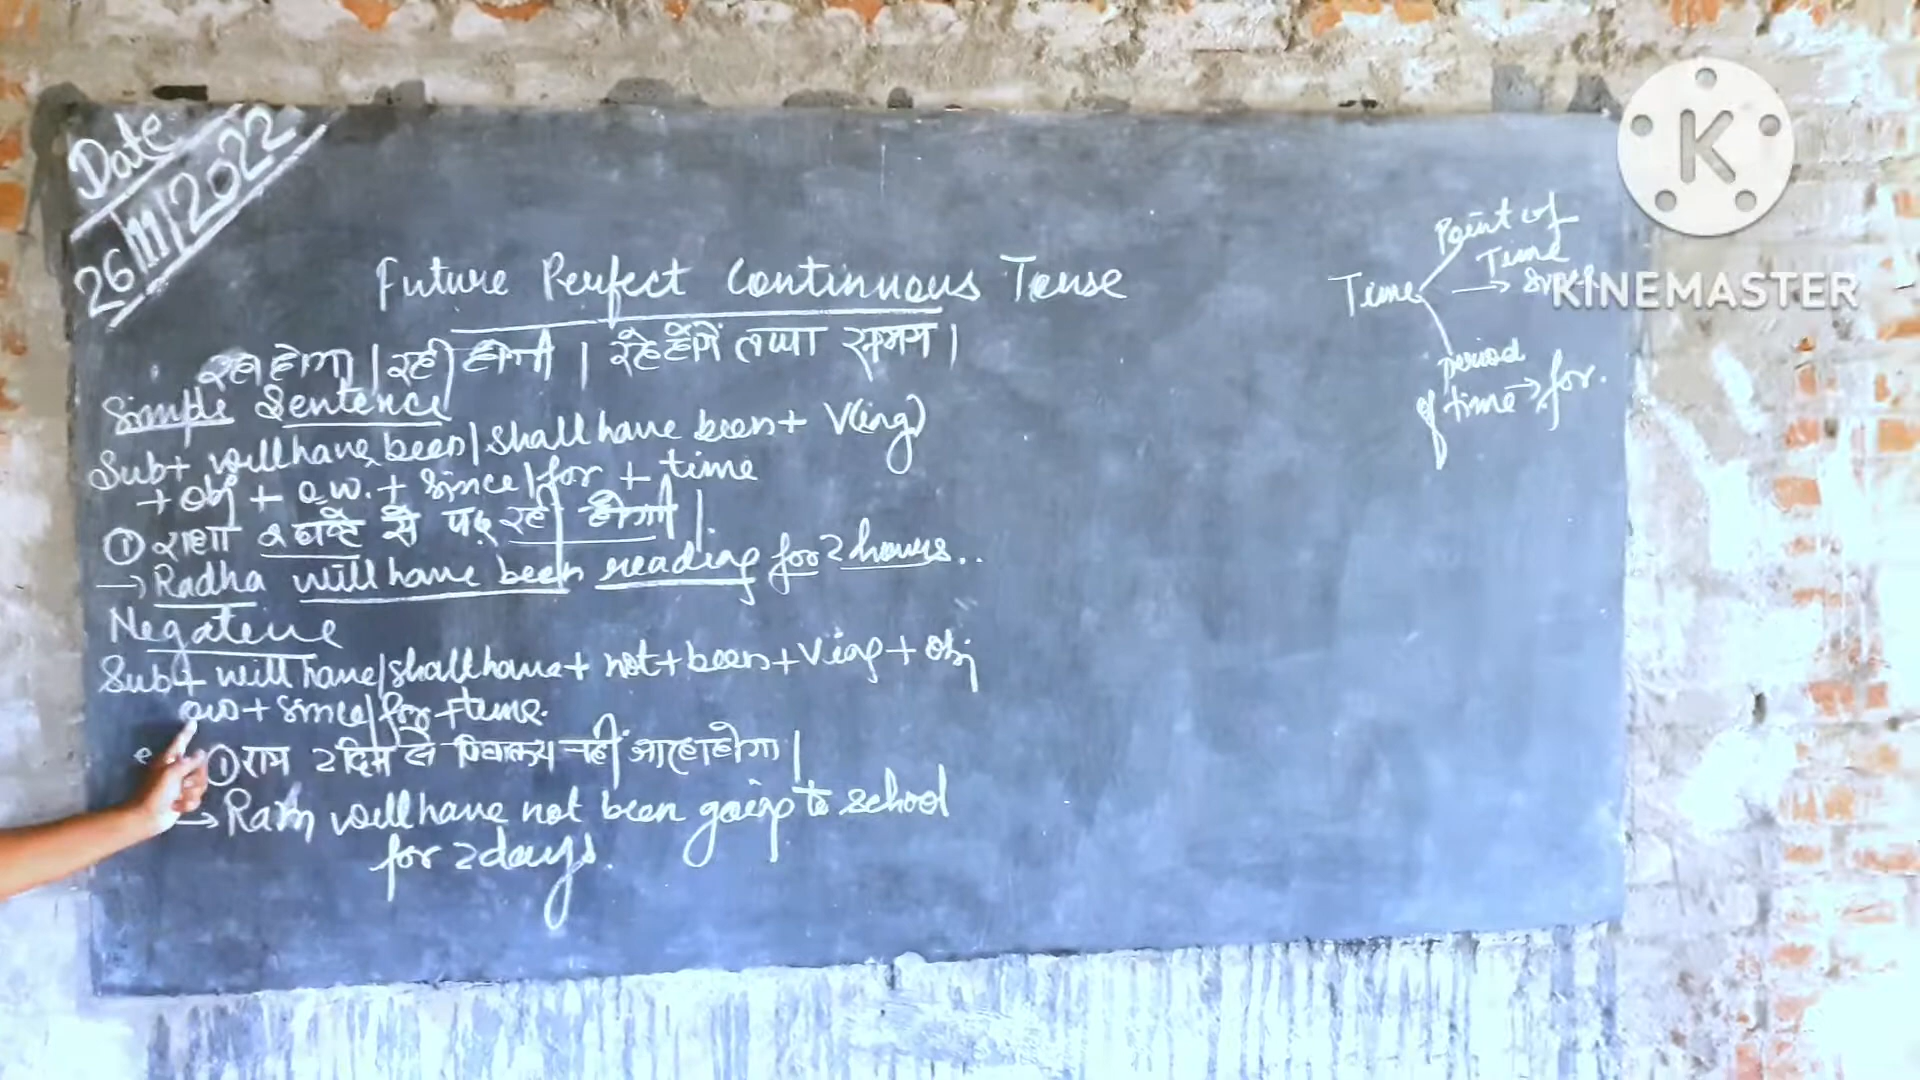 Date
26/11/2022
Future Perfect Continuous Tense
रहा होगा | रही होगी | रहे होंगें तथा समय |
Simple Sentence
Sub + will have been / shall have been + V(ing)
+ obj + o.w. + since / for + time
① राधा 2 घण्टे से पढ़ रही होगी |
→ Radha will have been reading for 2 hours..
Negative
Sub + will have / shall have + not + been + Ving + obj
ow + since / for + time.
① राम 2 दिन से विद्यालय नहीं जा रहा होगा |
→ Ram will have not been going to school
for 2 days.
Point of
Time
Time →
period
of time → for.
K
KINEMASTER